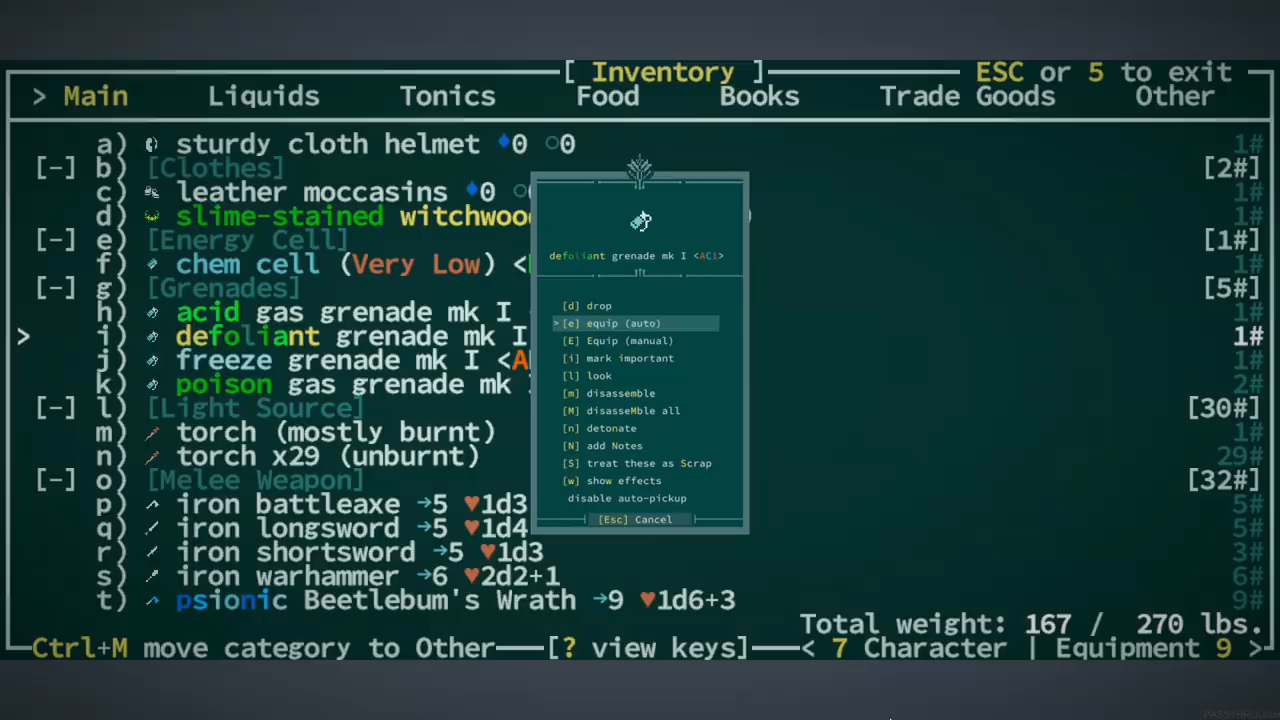 [ Inventory ] ESC or 5 to exit
> Main Liquids Tonics Food Books Trade Goods Other
a) sturdy cloth helmet ♦0 ○0 1#
[-] b) [Clothes] [2#]
c) leather moccasins ♦0 1#
d) slime-stained witchwoo 1#
[-] e) [Energy Cell] [1#]
f) chem cell (Very Low) < 1#
[-] g) [Grenades] [5#]
h) acid gas grenade mk I 1#
> i) defoliant grenade mk I 1#
j) freeze grenade mk I <A 1#
k) poison gas grenade mk 2#
[-] l) [Light Source] [30#]
m) torch (mostly burnt) 1#
n) torch x29 (unburnt) 29#
[-] o) [Melee Weapon] [32#]
p) iron battleaxe →5 ♥1d3 5#
q) iron longsword →5 ♥1d4 5#
r) iron shortsword →5 ♥1d3 3#
s) iron warhammer →6 ♥2d2+1 6#
t) psionic Beetlebum's Wrath →9 ♥1d6+3 9#
Total weight: 167 / 270 lbs.
Ctrl+M move category to Other [? view keys] < 7 Character | Equipment 9 >
defoliant grenade mk I <AC1>
[d] drop
> [e] equip (auto)
[E] Equip (manual)
[i] mark important
[l] look
[m] disassemble
[M] disasseMble all
[n] detonate
[N] add Notes
[S] treat these as Scrap
[w] show effects
disable auto-pickup
[Esc] Cancel